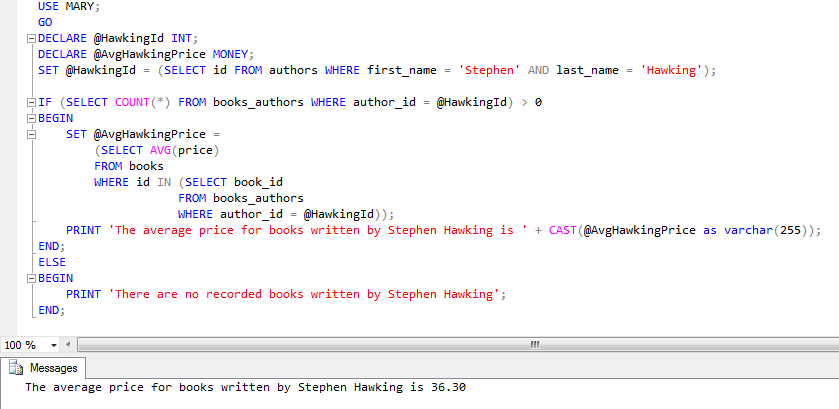 USE MARY;
GO
DECLARE @HawkingId INT;
DECLARE @AvgHawkingPrice MONEY;
SET @HawkingId = (SELECT id FROM authors WHERE first_name = 'Stephen' AND last_name = 'Hawking');
IF (SELECT COUNT(*) FROM books_authors WHERE author_id = @HawkingId) > 0
BEGIN
SET @AvgHawkingPrice =
(SELECT AVG(price)
FROM books
WHERE id IN (SELECT book_id
FROM books_authors
WHERE author_id = @HawkingId));
PRINT 'The average price for books written by Stephen Hawking is ' + CAST(@AvgHawkingPrice as varchar(255));
END;
ELSE
BEGIN
PRINT 'There are no recorded books written by Stephen Hawking';
END;
100 %
Messages
The average price for books written by Stephen Hawking is 36.30